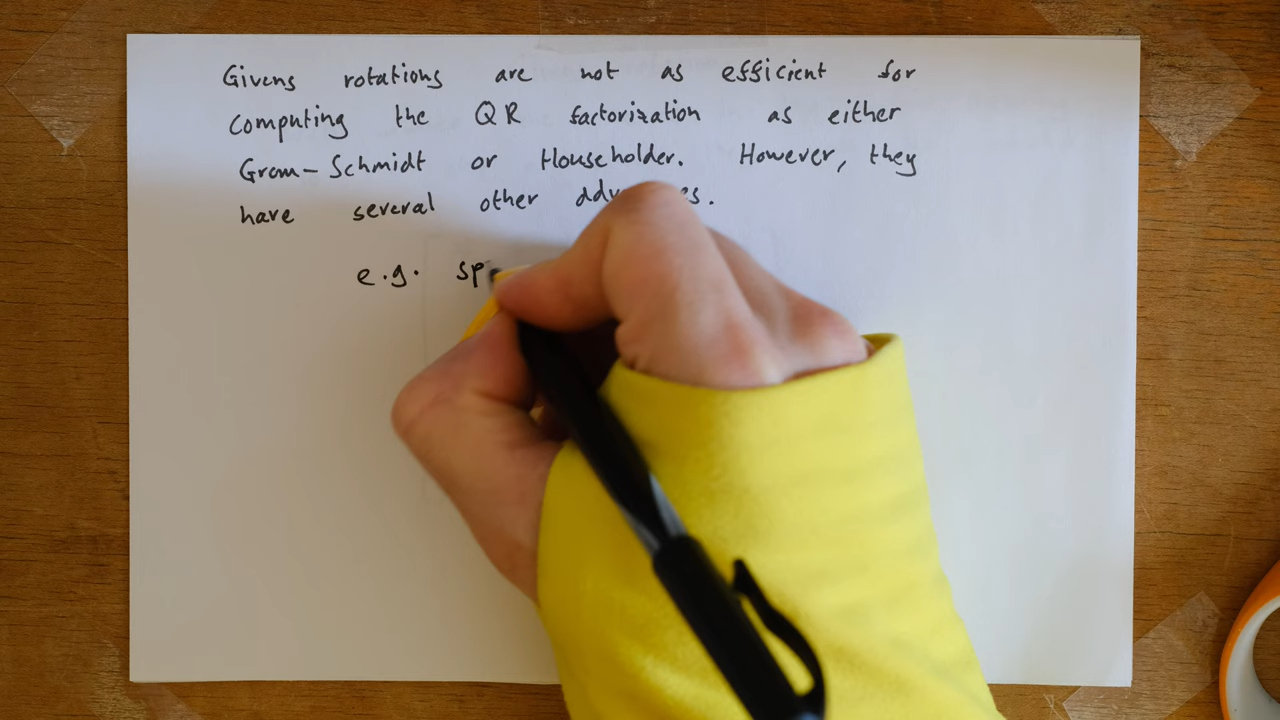 Givens rotations are not as efficient for
computing the QR factorization as either
Gram-Schmidt or Householder. However, they
have several other
e.g.